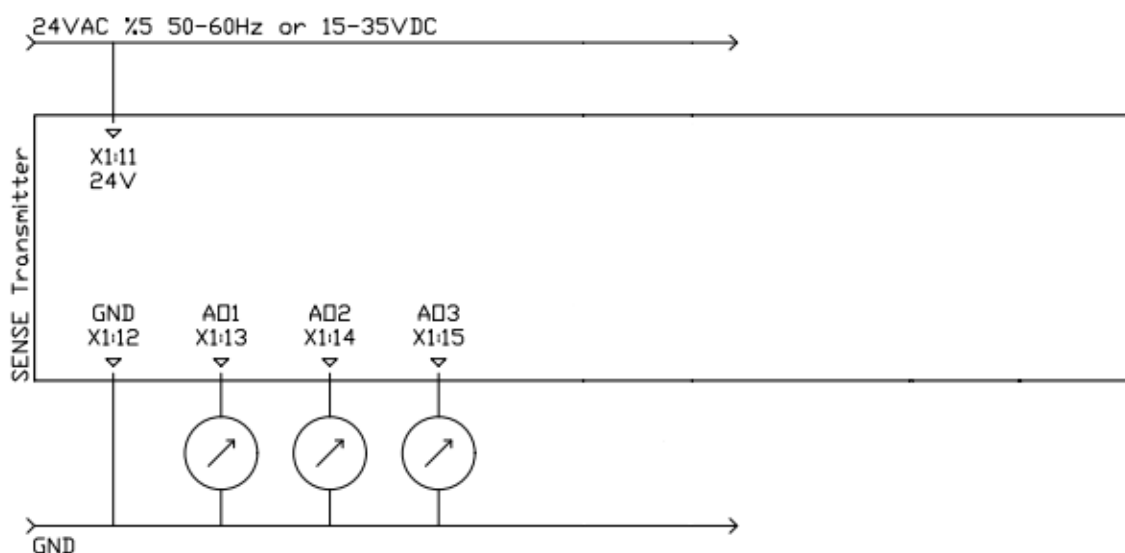 24VAC %5 50-60Hz or 15-35VDC
X1:11
24V
SENSE Transmitter
GND
X1:12
AO1
X1:13
AO2
X1:14
AO3
X1:15
GND